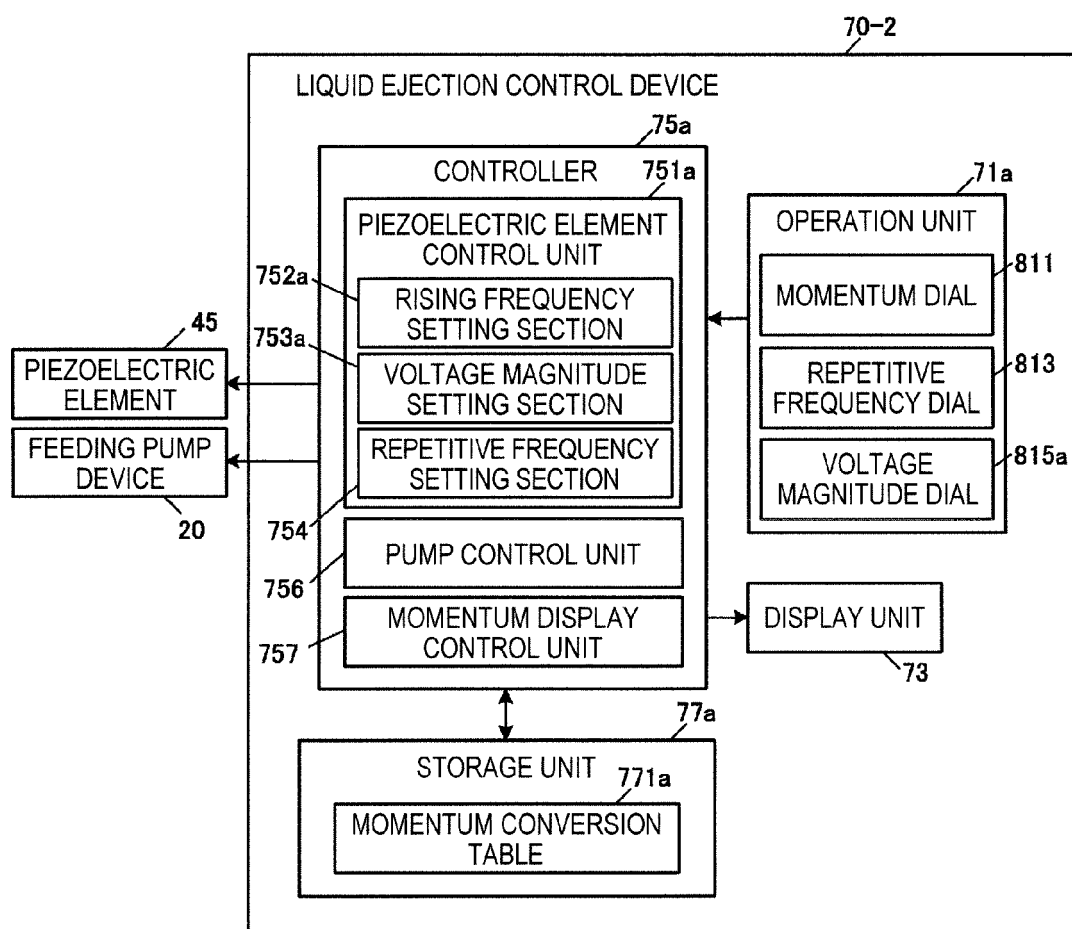 70-2
LIQUID EJECTION CONTROL DEVICE
75a
CONTROLLER
751a
PIEZOELECTRIC ELEMENT
CONTROL UNIT
752a
RISING FREQUENCY
SETTING SECTION
753a
VOLTAGE MAGNITUDE
SETTING SECTION
REPETITIVE FREQUENCY
SETTING SECTION
754
PUMP CONTROL UNIT
756
MOMENTUM DISPLAY
CONTROL UNIT
757
45
PIEZOELECTRIC
ELEMENT
FEEDING PUMP
DEVICE
20
71a
OPERATION UNIT
811
MOMENTUM DIAL
813
REPETITIVE
FREQUENCY DIAL
815a
VOLTAGE
MAGNITUDE DIAL
DISPLAY UNIT
73
77a
STORAGE UNIT
771a
MOMENTUM CONVERSION
TABLE